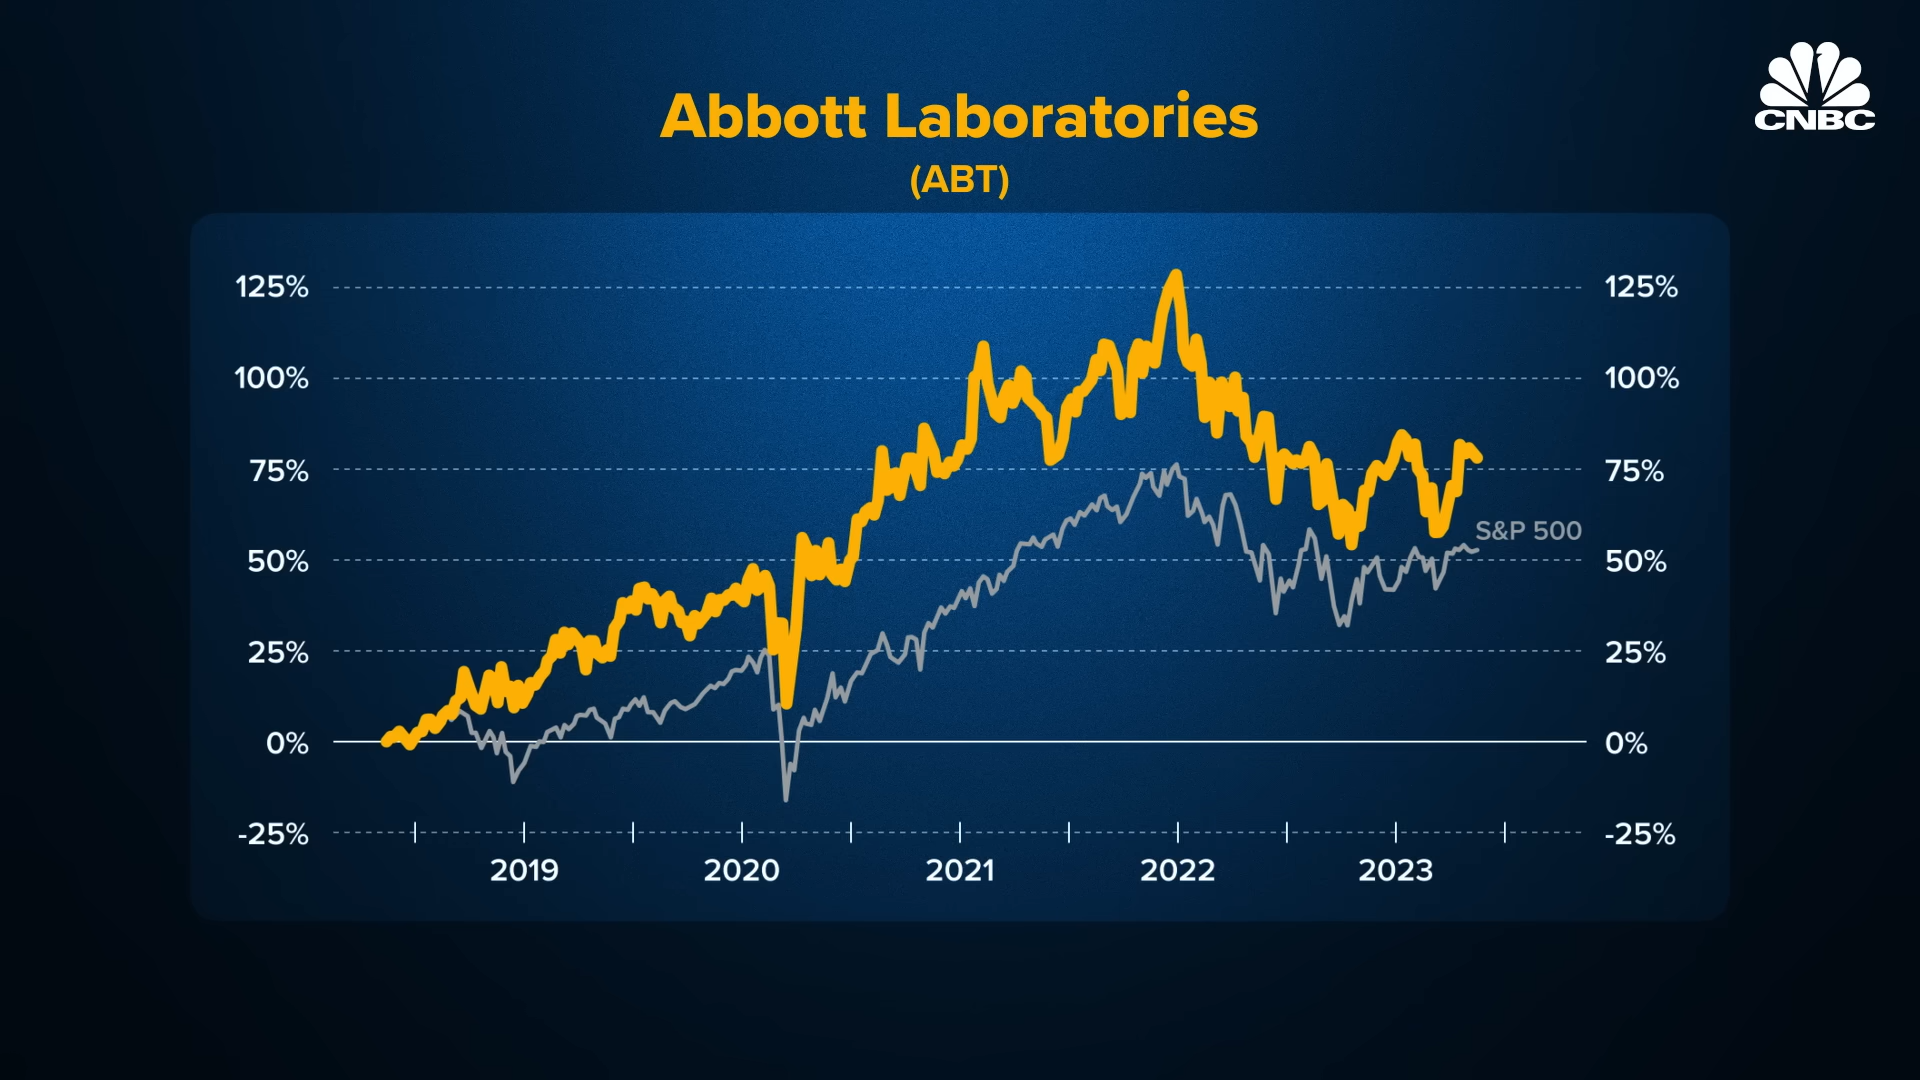 CNBC
Abbott Laboratories
(ABT)
125% 125%
100% 100%
75% 75%
S&P 500
50% 50%
25% 25%
0% 0%
-25% -25%
2019 2020 2021 2022 2023